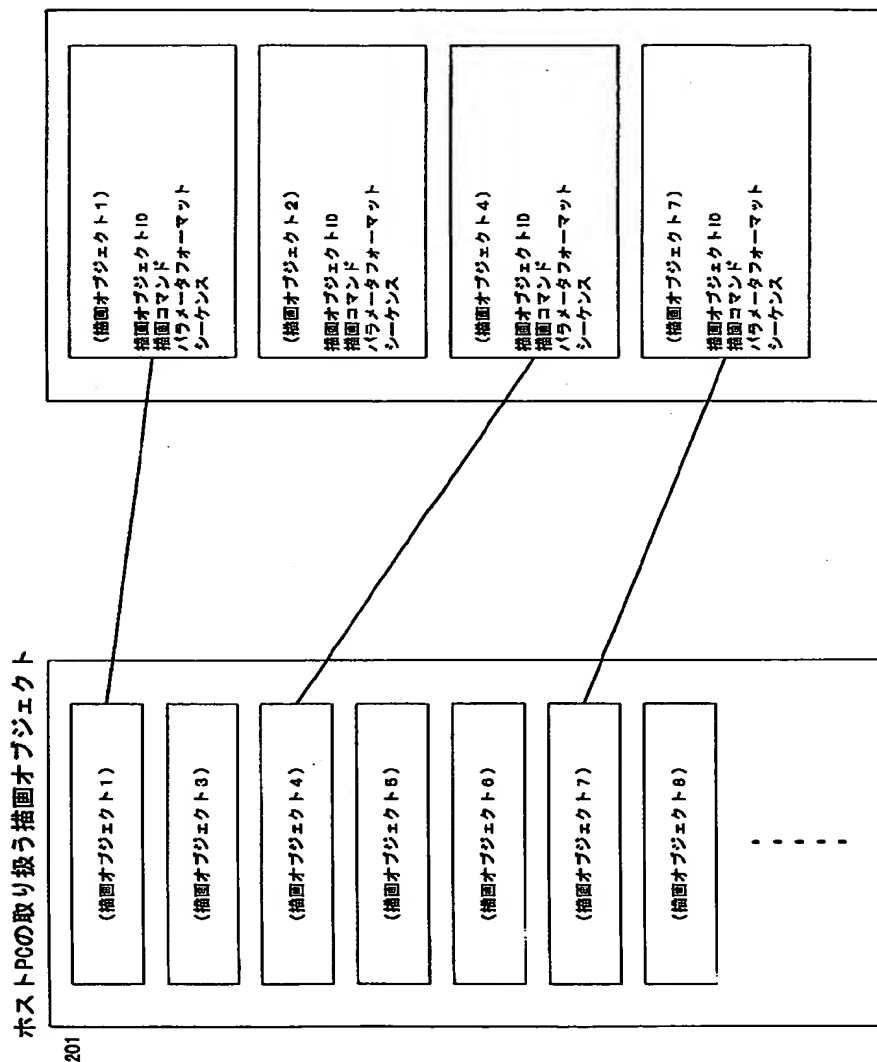 ホストPCの取り扱う描画オブジェクト
201
(描画オブジェクト1)
(描画オブジェクト3)
(描画オブジェクト4)
(描画オブジェクト5)
(描画オブジェクト6)
(描画オブジェクト7)
(描画オブジェクト8)
(描画オブジェクト1)
描画オブジェクトID
描画コマンド
パラメータフォーマット
シーケンス
(描画オブジェクト2)
描画オブジェクトID
描画コマンド
パラメータフォーマット
シーケンス
(描画オブジェクト4)
描画オブジェクトID
描画コマンド
パラメータフォーマット
シーケンス
(描画オブジェクト7)
描画オブジェクトID
描画コマンド
パラメータフォーマット
シーケンス